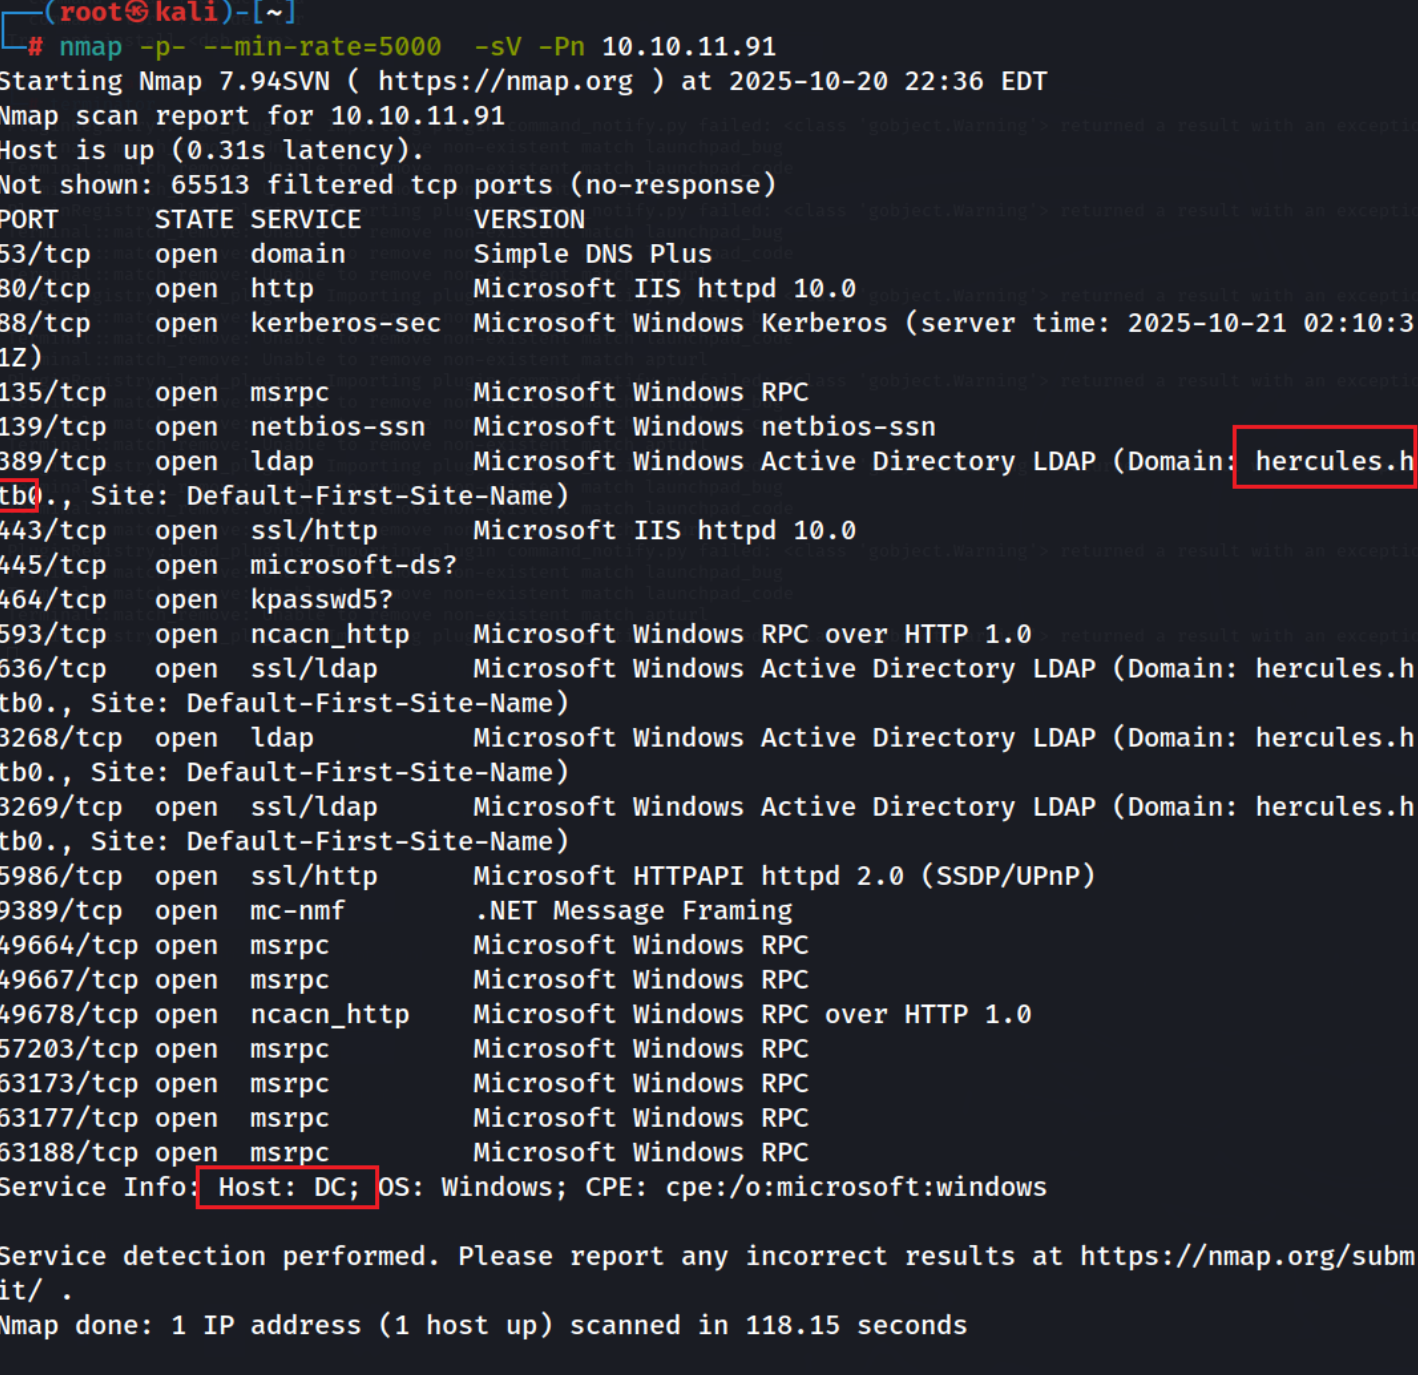 (root㉿kali)-[~]
# nmap -p- --min-rate=5000  -sV -Pn 10.10.11.91
Starting Nmap 7.94SVN ( https://nmap.org ) at 2025-10-20 22:36 EDT
Nmap scan report for 10.10.11.91
Host is up (0.31s latency).
Not shown: 65513 filtered tcp ports (no-response)
PORT      STATE SERVICE       VERSION
53/tcp    open  domain        Simple DNS Plus
80/tcp    open  http          Microsoft IIS httpd 10.0
88/tcp    open  kerberos-sec  Microsoft Windows Kerberos (server time: 2025-10-21 02:10:3
1Z)
135/tcp   open  msrpc         Microsoft Windows RPC
139/tcp   open  netbios-ssn   Microsoft Windows netbios-ssn
389/tcp   open  ldap          Microsoft Windows Active Directory LDAP (Domain: hercules.h
tb0., Site: Default-First-Site-Name)
443/tcp   open  ssl/http      Microsoft IIS httpd 10.0
445/tcp   open  microsoft-ds?
464/tcp   open  kpasswd5?
593/tcp   open  ncacn_http    Microsoft Windows RPC over HTTP 1.0
636/tcp   open  ssl/ldap      Microsoft Windows Active Directory LDAP (Domain: hercules.h
tb0., Site: Default-First-Site-Name)
3268/tcp  open  ldap          Microsoft Windows Active Directory LDAP (Domain: hercules.h
tb0., Site: Default-First-Site-Name)
3269/tcp  open  ssl/ldap      Microsoft Windows Active Directory LDAP (Domain: hercules.h
tb0., Site: Default-First-Site-Name)
5986/tcp  open  ssl/http      Microsoft HTTPAPI httpd 2.0 (SSDP/UPnP)
9389/tcp  open  mc-nmf        .NET Message Framing
49664/tcp open  msrpc         Microsoft Windows RPC
49667/tcp open  msrpc         Microsoft Windows RPC
49678/tcp open  ncacn_http    Microsoft Windows RPC over HTTP 1.0
57203/tcp open  msrpc         Microsoft Windows RPC
63173/tcp open  msrpc         Microsoft Windows RPC
63177/tcp open  msrpc         Microsoft Windows RPC
63188/tcp open  msrpc         Microsoft Windows RPC
Service Info: Host: DC; OS: Windows; CPE: cpe:/o:microsoft:windows
Service detection performed. Please report any incorrect results at https://nmap.org/subm
it/ .
Nmap done: 1 IP address (1 host up) scanned in 118.15 seconds